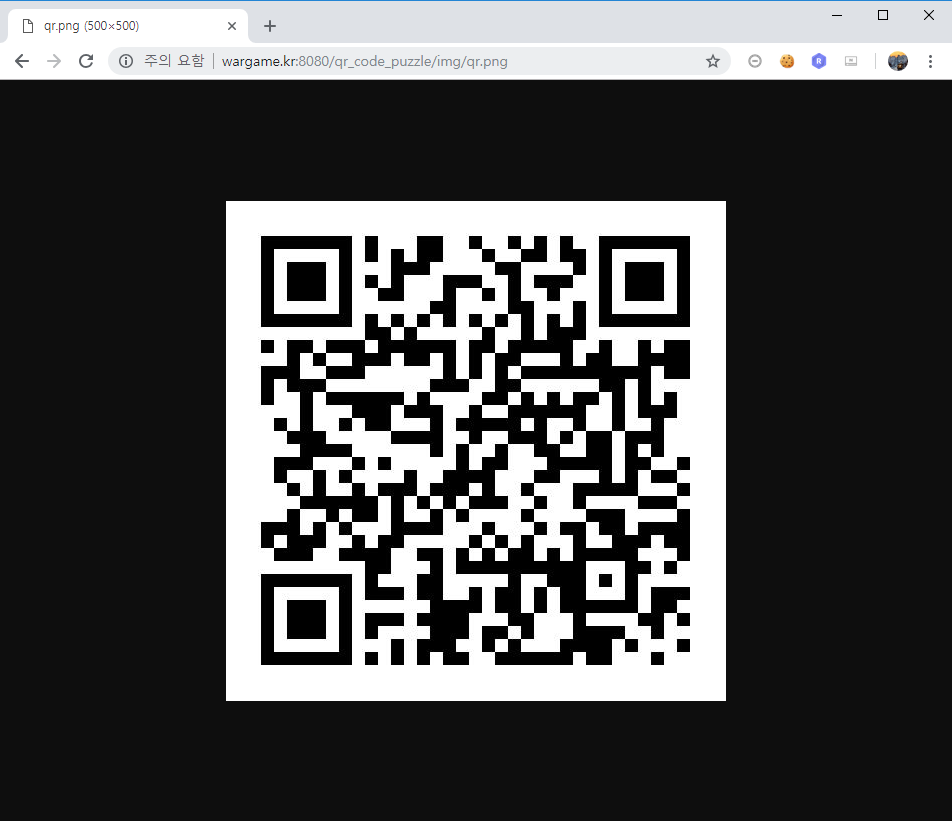 qr.png (500×500)
주의 요함 | wargame.kr:8080/qr_code_puzzle/img/qr.png
R